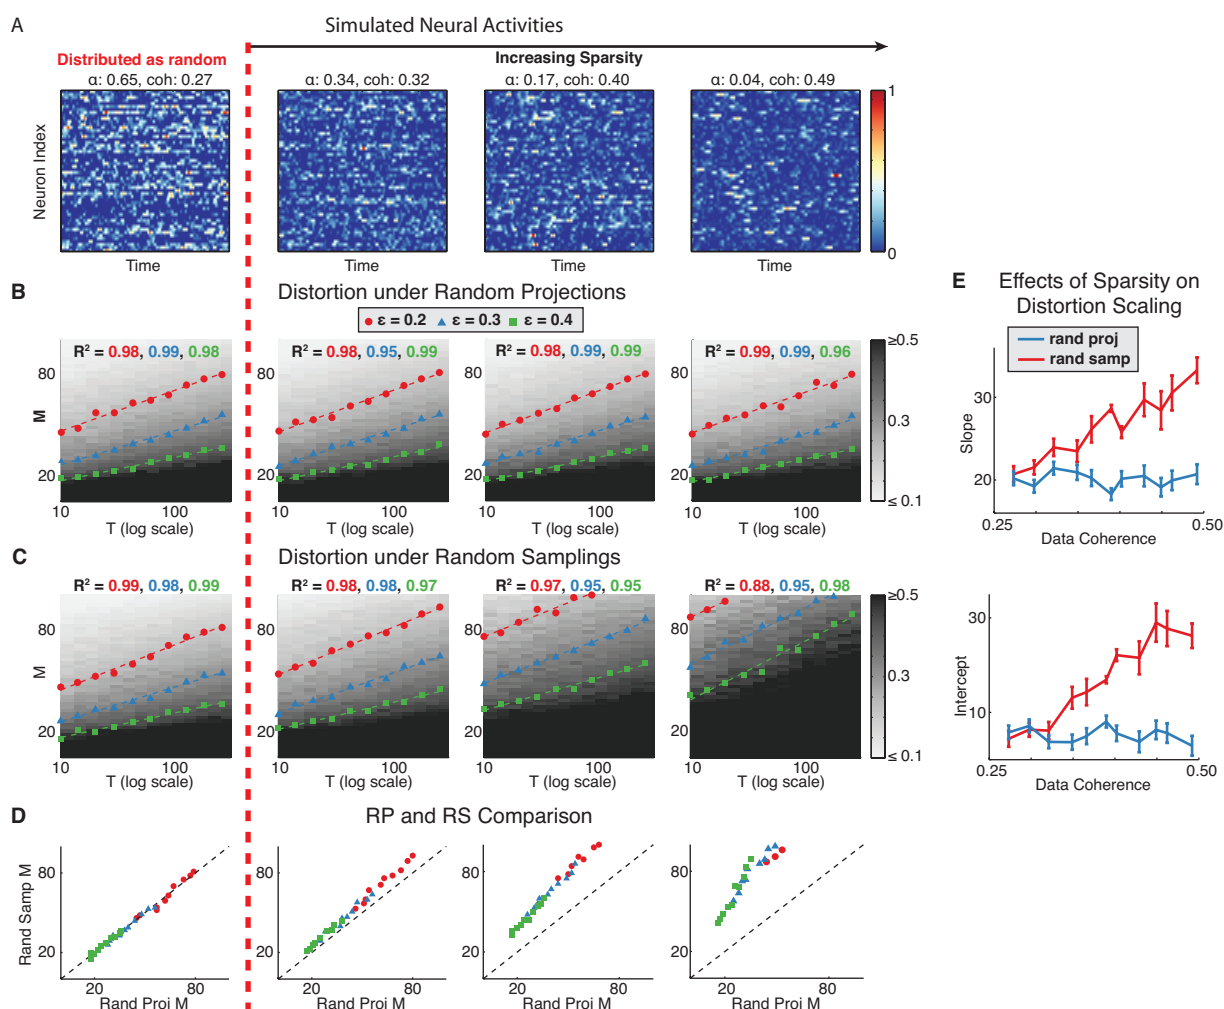 A
Simulated Neural Activities
Distributed as random
Increasing Sparsity
α: 0.65, coh: 0.27
α: 0.34, coh: 0.32
α: 0.17, coh: 0.40
α: 0.04, coh: 0.49
Neuron Index
1
0
Time
Time
Time
Time
B
Distortion under Random Projections
ε = 0.2 ε = 0.3 ε = 0.4
R² = 0.98, 0.99, 0.98
R² = 0.98, 0.95, 0.99
R² = 0.98, 0.99, 0.99
R² = 0.99, 0.99, 0.96
≥0.5
0.3
≤ 0.1
M
80
20
80
20
80
20
80
20
10 100
10 100
10 100
10 100
T (log scale)
T (log scale)
T (log scale)
T (log scale)
C
Distortion under Random Samplings
R² = 0.99, 0.98, 0.99
R² = 0.98, 0.98, 0.97
R² = 0.97, 0.95, 0.95
R² = 0.88, 0.95, 0.98
≥0.5
0.3
≤ 0.1
M
80
20
80
20
80
20
80
20
10 100
10 100
10 100
10 100
T (log scale)
T (log scale)
T (log scale)
T (log scale)
D
RP and RS Comparison
Rand Samp M
80
20
80
20
80
20
80
20
20 80
20 80
20 80
20 80
Rand Proj M
Rand Proj M
Rand Proj M
Rand Proj M
E
Effects of Sparsity on
Distortion Scaling
rand proj
rand samp
Slope
30
20
0.25 0.50
Data Coherence
Intercept
30
10
0.25 0.50
Data Coherence